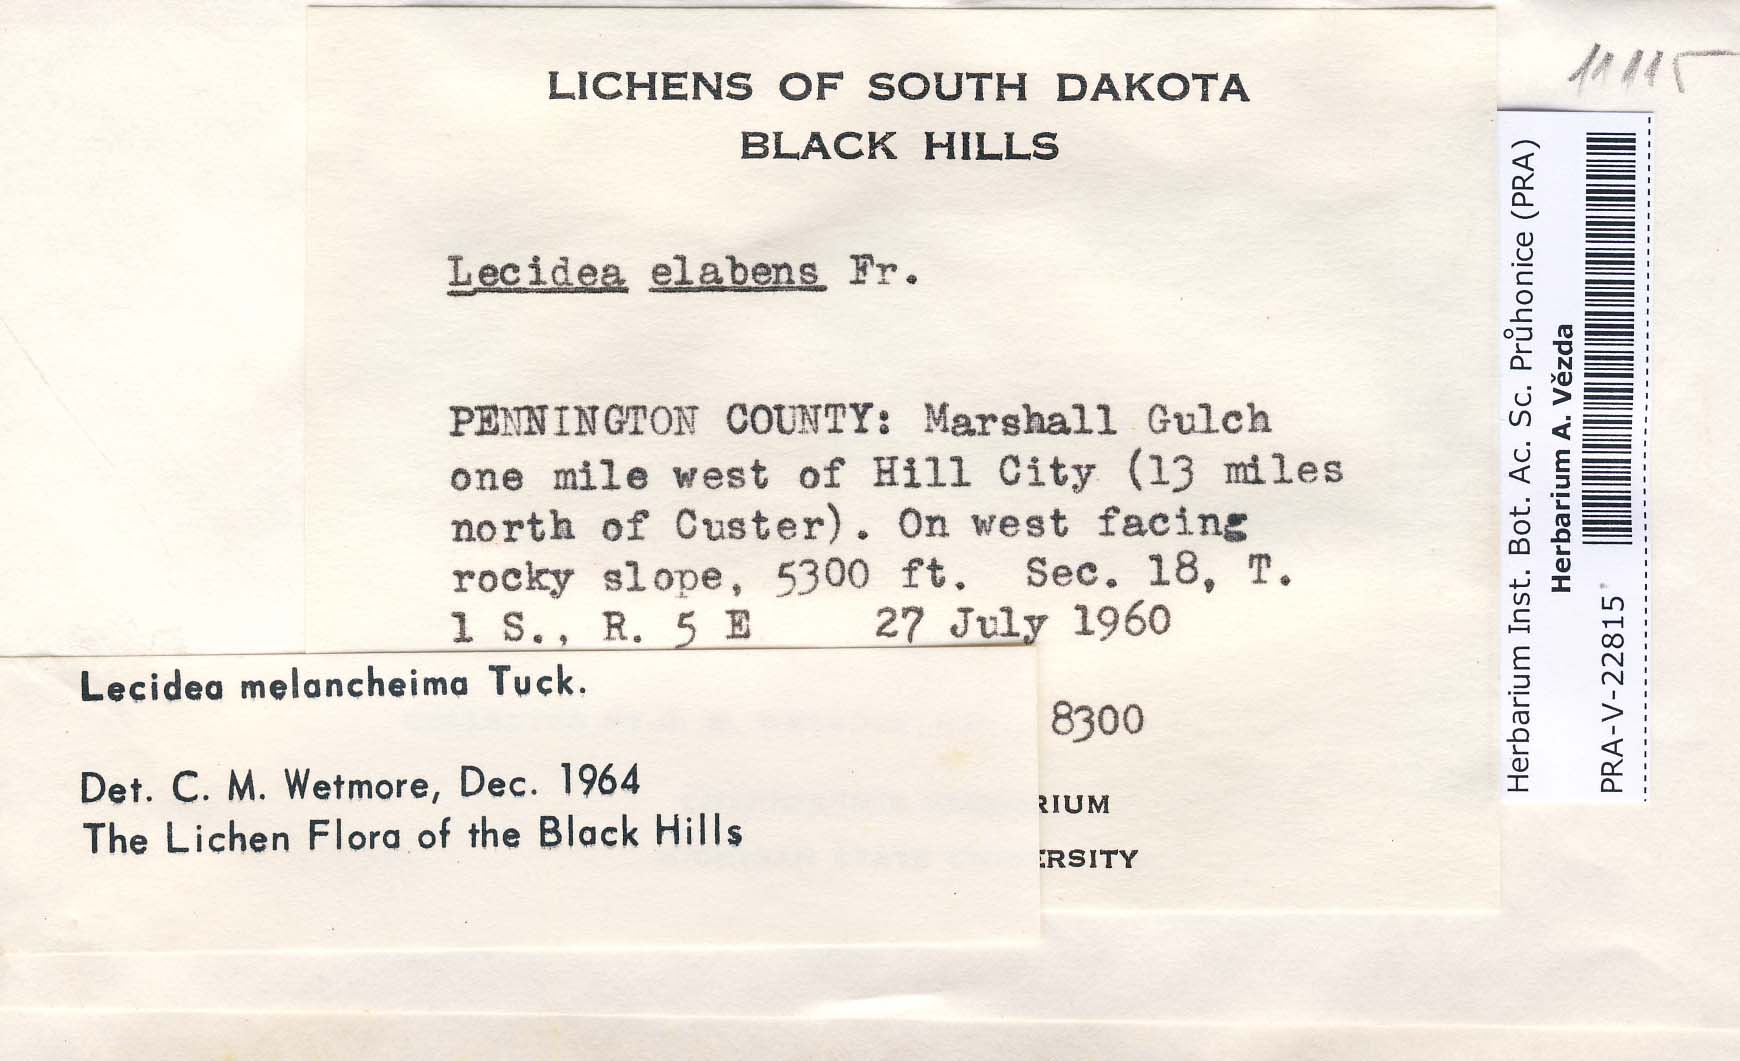 LICHENS OF SOUTH DAKOTA
BLACK HILLS
Lecidea elabens Fr.
PENNINGTON COUNTY: Marshall Gulch
one mile west of Hill City (13 miles
north of Custer). On west facing
rocky slope, 5300 ft. Sec. 18, T.
1 S., R. 5 E 27 July 1960
8300
RIUM
ERSITY
Lecidea melancheima Tuck.
Det. C. M. Wetmore, Dec. 1964
The Lichen Flora of the Black Hills
11115
Herbarium Inst. Bot. Ac. Sc. Průhonice (PRA)
Herbarium A. Vězda
PRA-V-22815